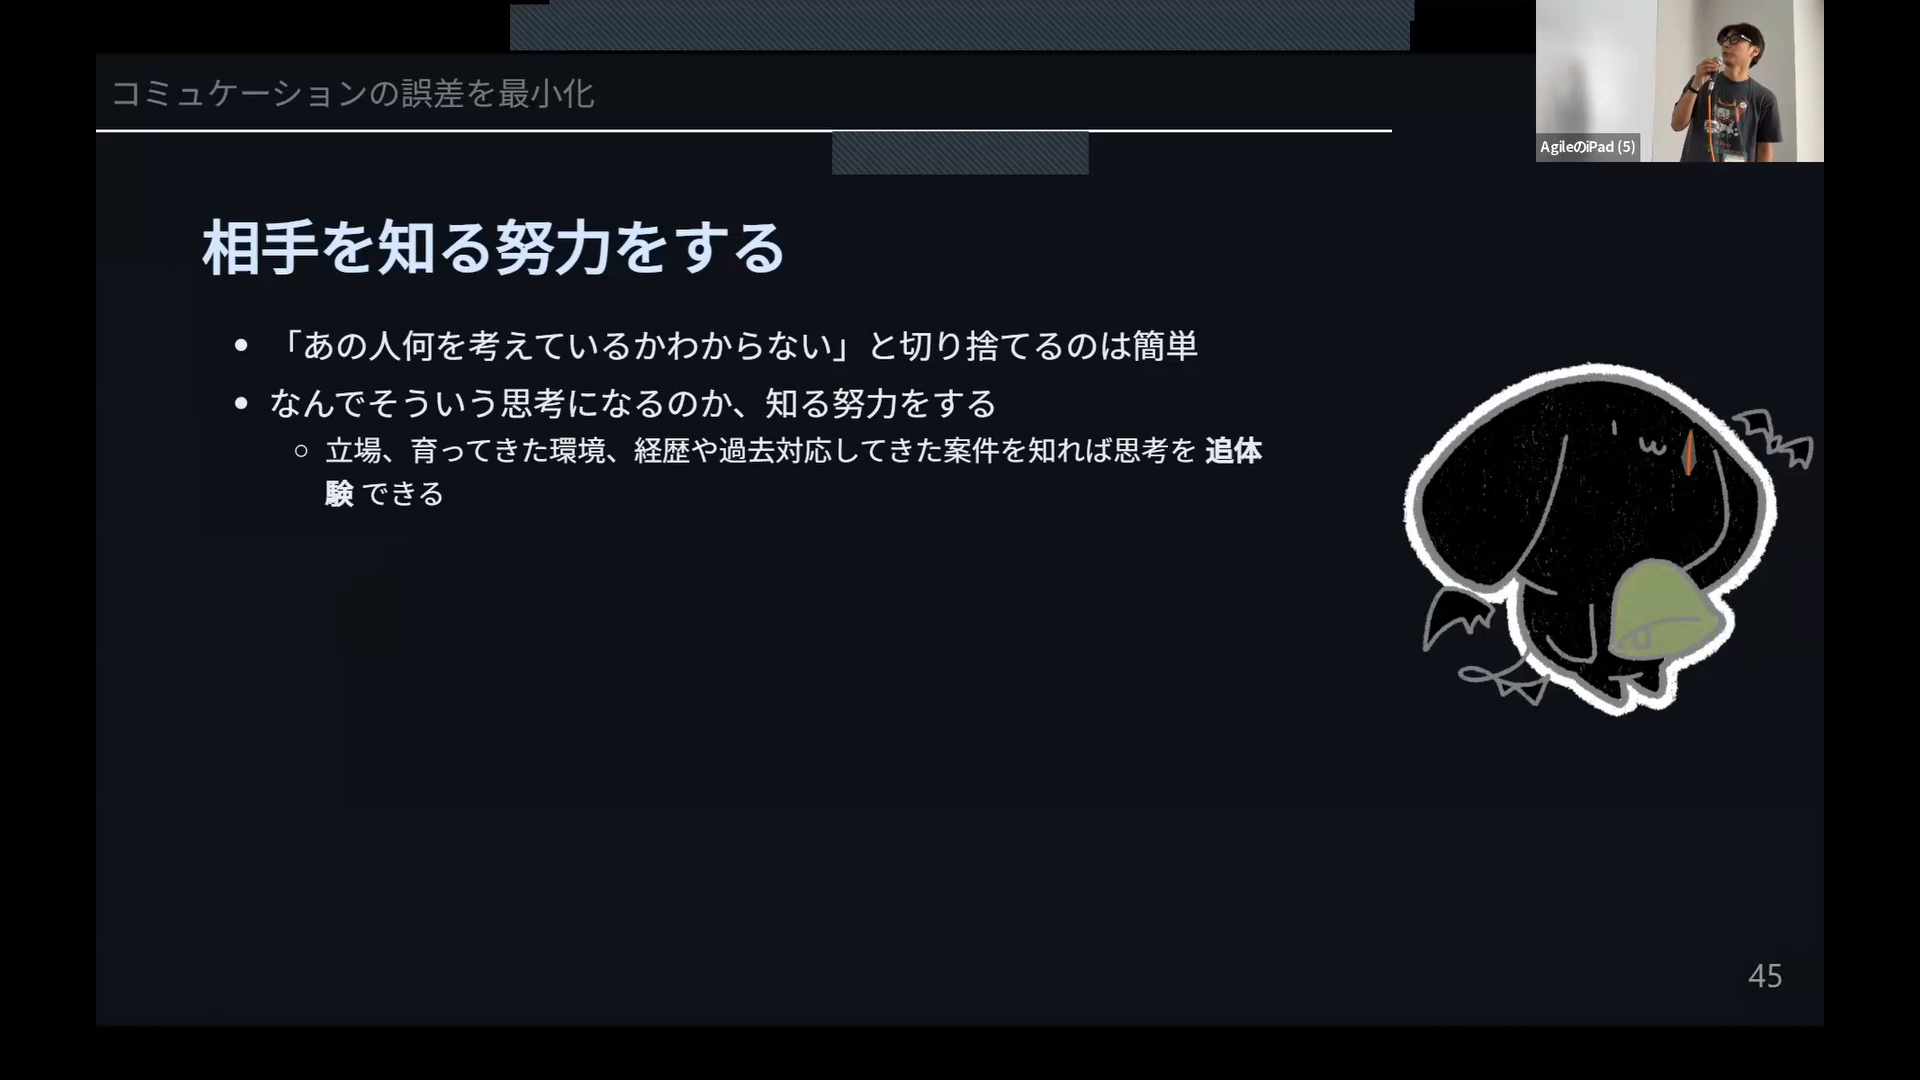 コミュケーションの誤差を最小化
AgileのiPad (5)
相手を知る努力をする
「あの人何を考えているかわからない」と切り捨てるのは簡単
なんでそういう思考になるのか、知る努力をする
立場、育ってきた環境、経歴や過去対応してきた案件を知れば思考を 追体
験 できる
45